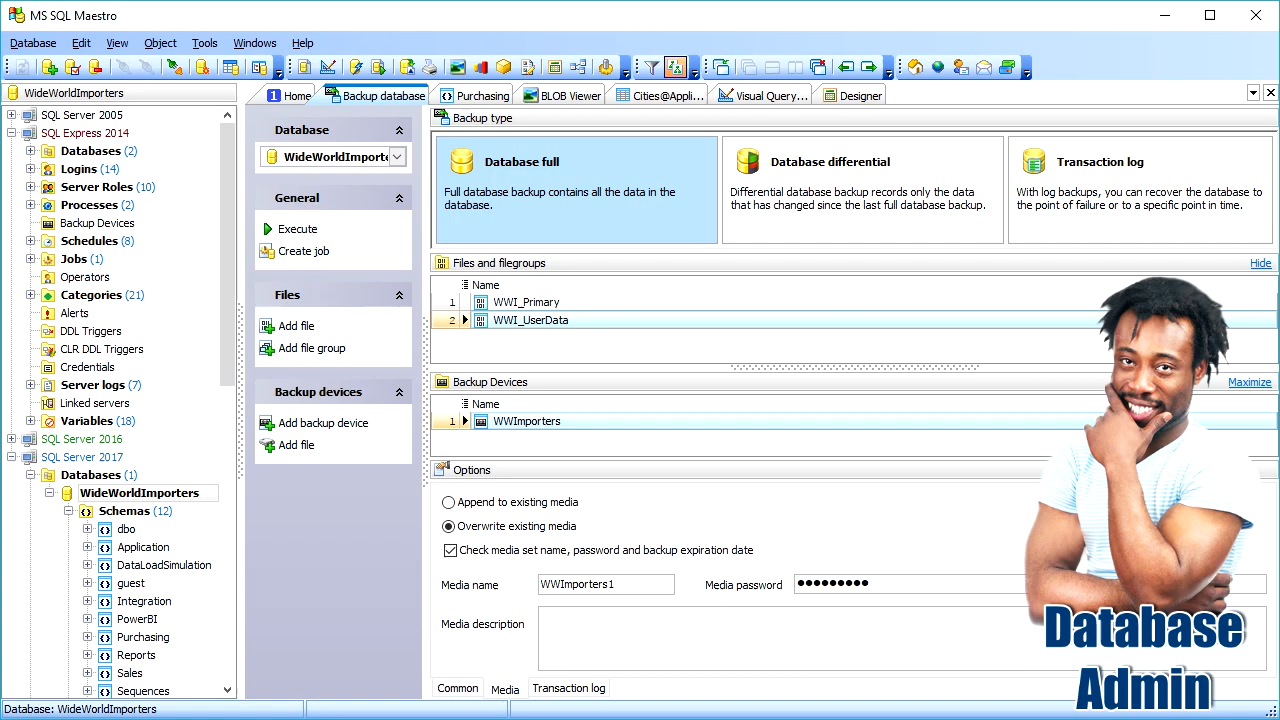 MS SQL Maestro
Database Edit View Object Tools Windows Help
WideWorldImporters
1 Home Backup database Purchasing BLOB Viewer Cities@Appli... Visual Query... Designer
SQL Server 2005
SQL Express 2014
Databases (2)
Logins (14)
Server Roles (10)
Processes (2)
Backup Devices
Schedules (8)
Jobs (1)
Operators
Categories (21)
Alerts
DDL Triggers
CLR DDL Triggers
Credentials
Server logs (7)
Linked servers
Variables (18)
SQL Server 2016
SQL Server 2017
Databases (1)
WideWorldImporters
Schemas (12)
dbo
Application
DataLoadSimulation
guest
Integration
PowerBI
Purchasing
Reports
Sales
Sequences
Database
WideWorldImporte
General
Execute
Create job
Files
Add file
Add file group
Backup devices
Add backup device
Add file
Backup type
Database full
Full database backup contains all the data in the
database.
Database differential
Differential database backup records only the data
that has changed since the last full database backup.
Transaction log
With log backups, you can recover the database to
the point of failure or to a specific point in time.
Files and filegroups Hide
Name
1 WWI_Primary
2 WWI_UserData
Backup Devices Maximize
Name
1 WWImporters
Options
Append to existing media
Overwrite existing media
Check media set name, password and backup expiration date
Media name WWImporters1 Media password •••••••••
Media description
Common Media Transaction log
Database
Admin
Database: WideWorldImporters